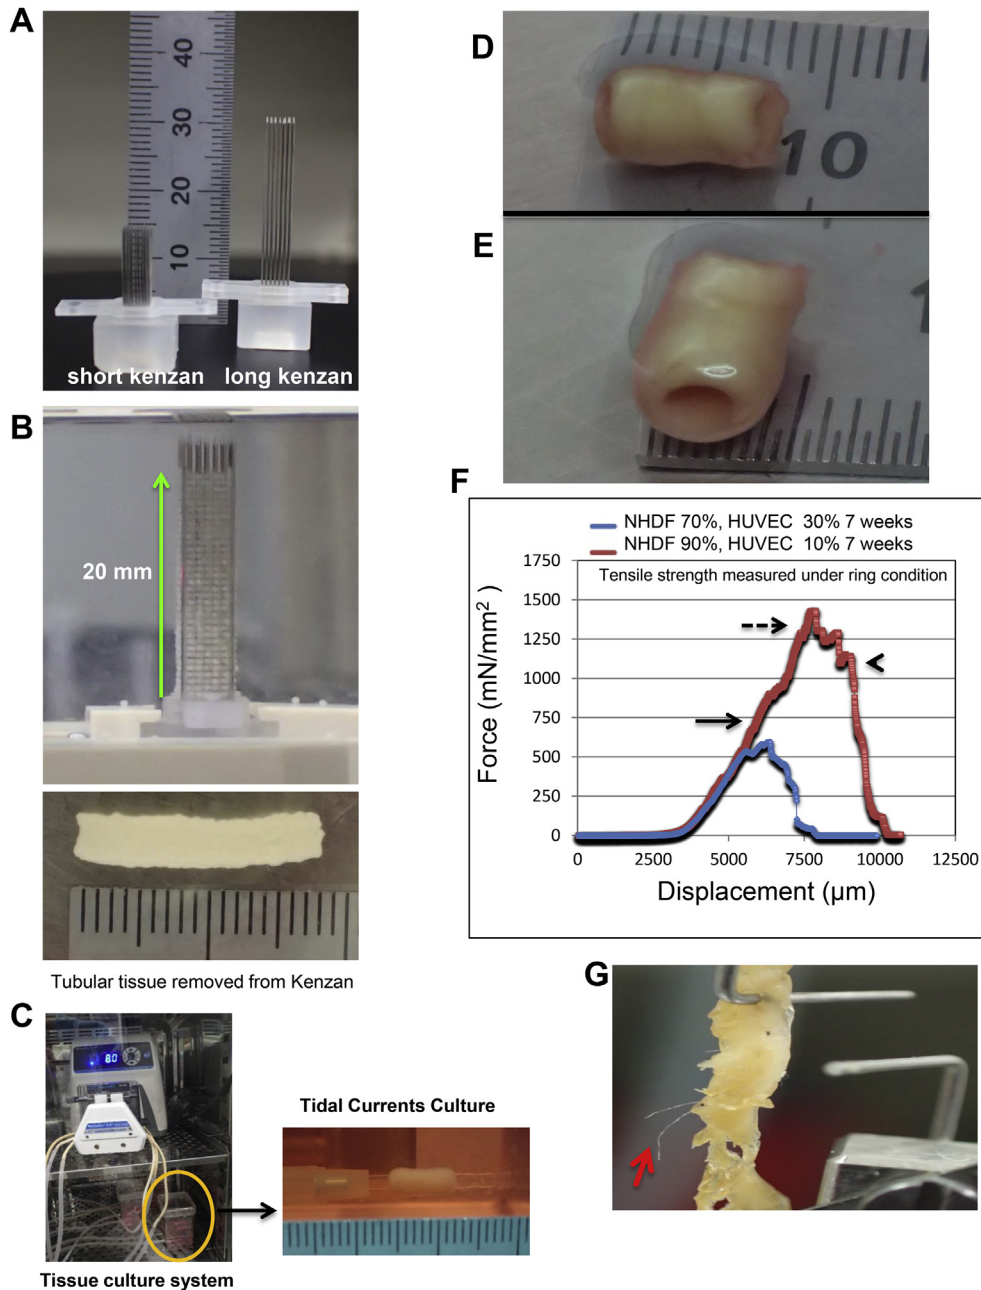 A
40
30
20
10
short kenzan
long kenzan
B
20 mm
Tubular tissue removed from Kenzan
C
80
Tidal Currents Culture
Tissue culture system
D
10
E
1
F
NHDF 70%, HUVEC 30% 7 weeks
NHDF 90%, HUVEC 10% 7 weeks
Tensile strength measured under ring condition
1750
1500
1250
1000
750
500
250
0
Force (mN/mm²)
0
2500
5000
7500
10000
12500
Displacement (µm)
G